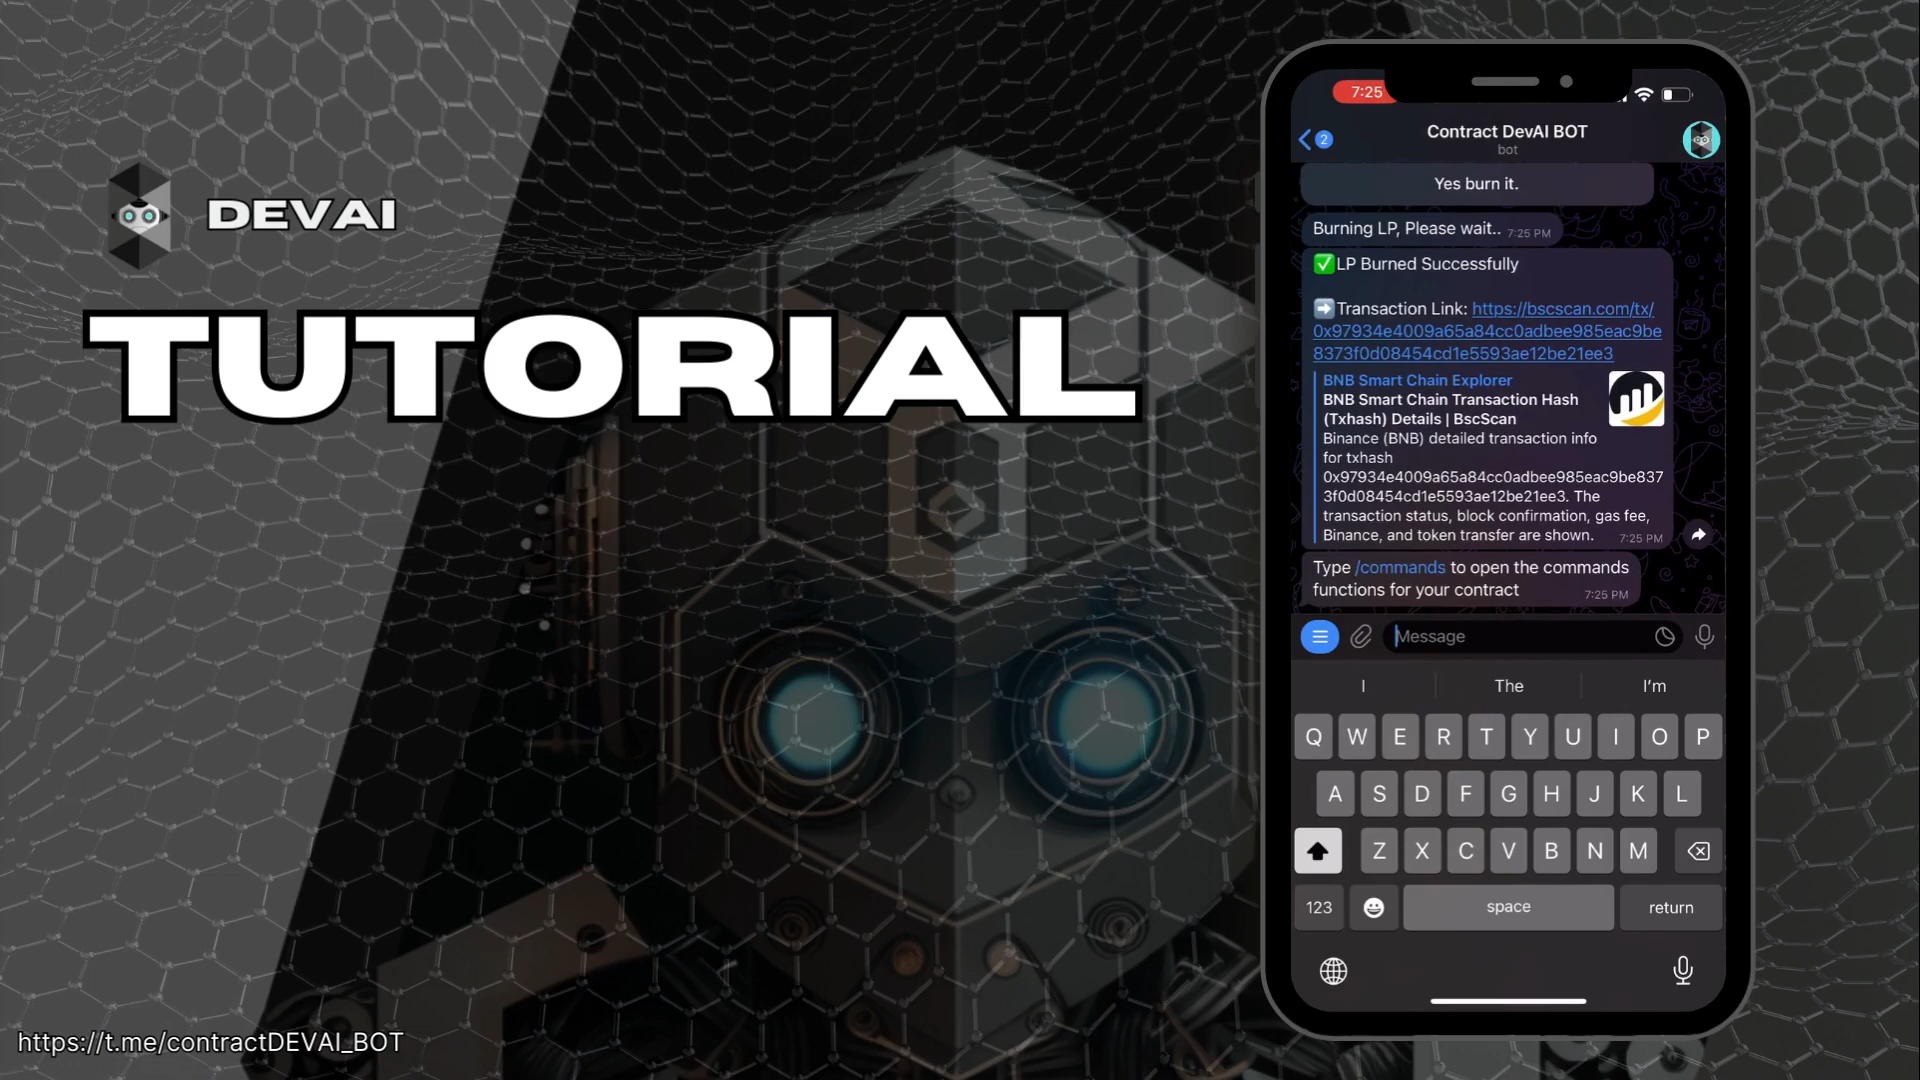 DEVAI
TUTORIAL
https://t.me/contractDEVAI_BOT
7:25
2
Contract DevAI BOT
bot
Yes burn it.
Burning LP, Please wait.. 7:25 PM
✅LP Burned Successfully
➡️Transaction Link: https://bscscan.com/tx/
0x97934e4009a65a84cc0adbee985eac9be
8373f0d08454cd1e5593ae12be21ee3
BNB Smart Chain Explorer
BNB Smart Chain Transaction Hash
(Txhash) Details | BscScan
Binance (BNB) detailed transaction info
for txhash
0x97934e4009a65a84cc0adbee985eac9be837
3f0d08454cd1e5593ae12be21ee3. The
transaction status, block confirmation, gas fee,
Binance, and token transfer are shown. 7:25 PM
Type /commands to open the commands
functions for your contract 7:25 PM
Message
I The I'm
Q W E R T Y U I O P
A S D F G H J K L
Z X C V B N M
123 space return